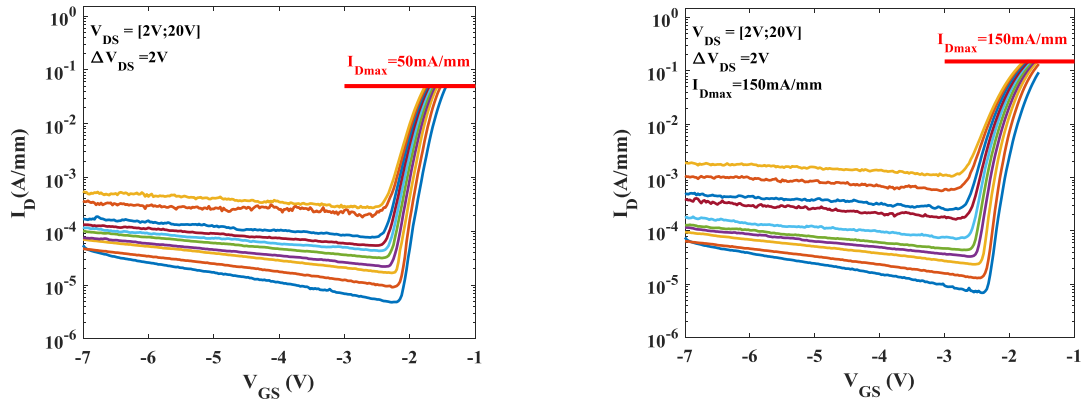 V_DS = [2V;20V]
Δ V_DS =2V
I_Dmax=50mA/mm
10^0
10^-1
10^-2
10^-3
10^-4
10^-5
10^-6
I_D(A/mm)
-7 -6 -5 -4 -3 -2 -1
V_GS (V)
V_DS = [2V;20V]
Δ V_DS =2V
I_Dmax=150mA/mm
I_Dmax=150mA/mm
10^0
10^-1
10^-2
10^-3
10^-4
10^-5
10^-6
I_D(A/mm)
-7 -6 -5 -4 -3 -2 -1
V_GS (V)